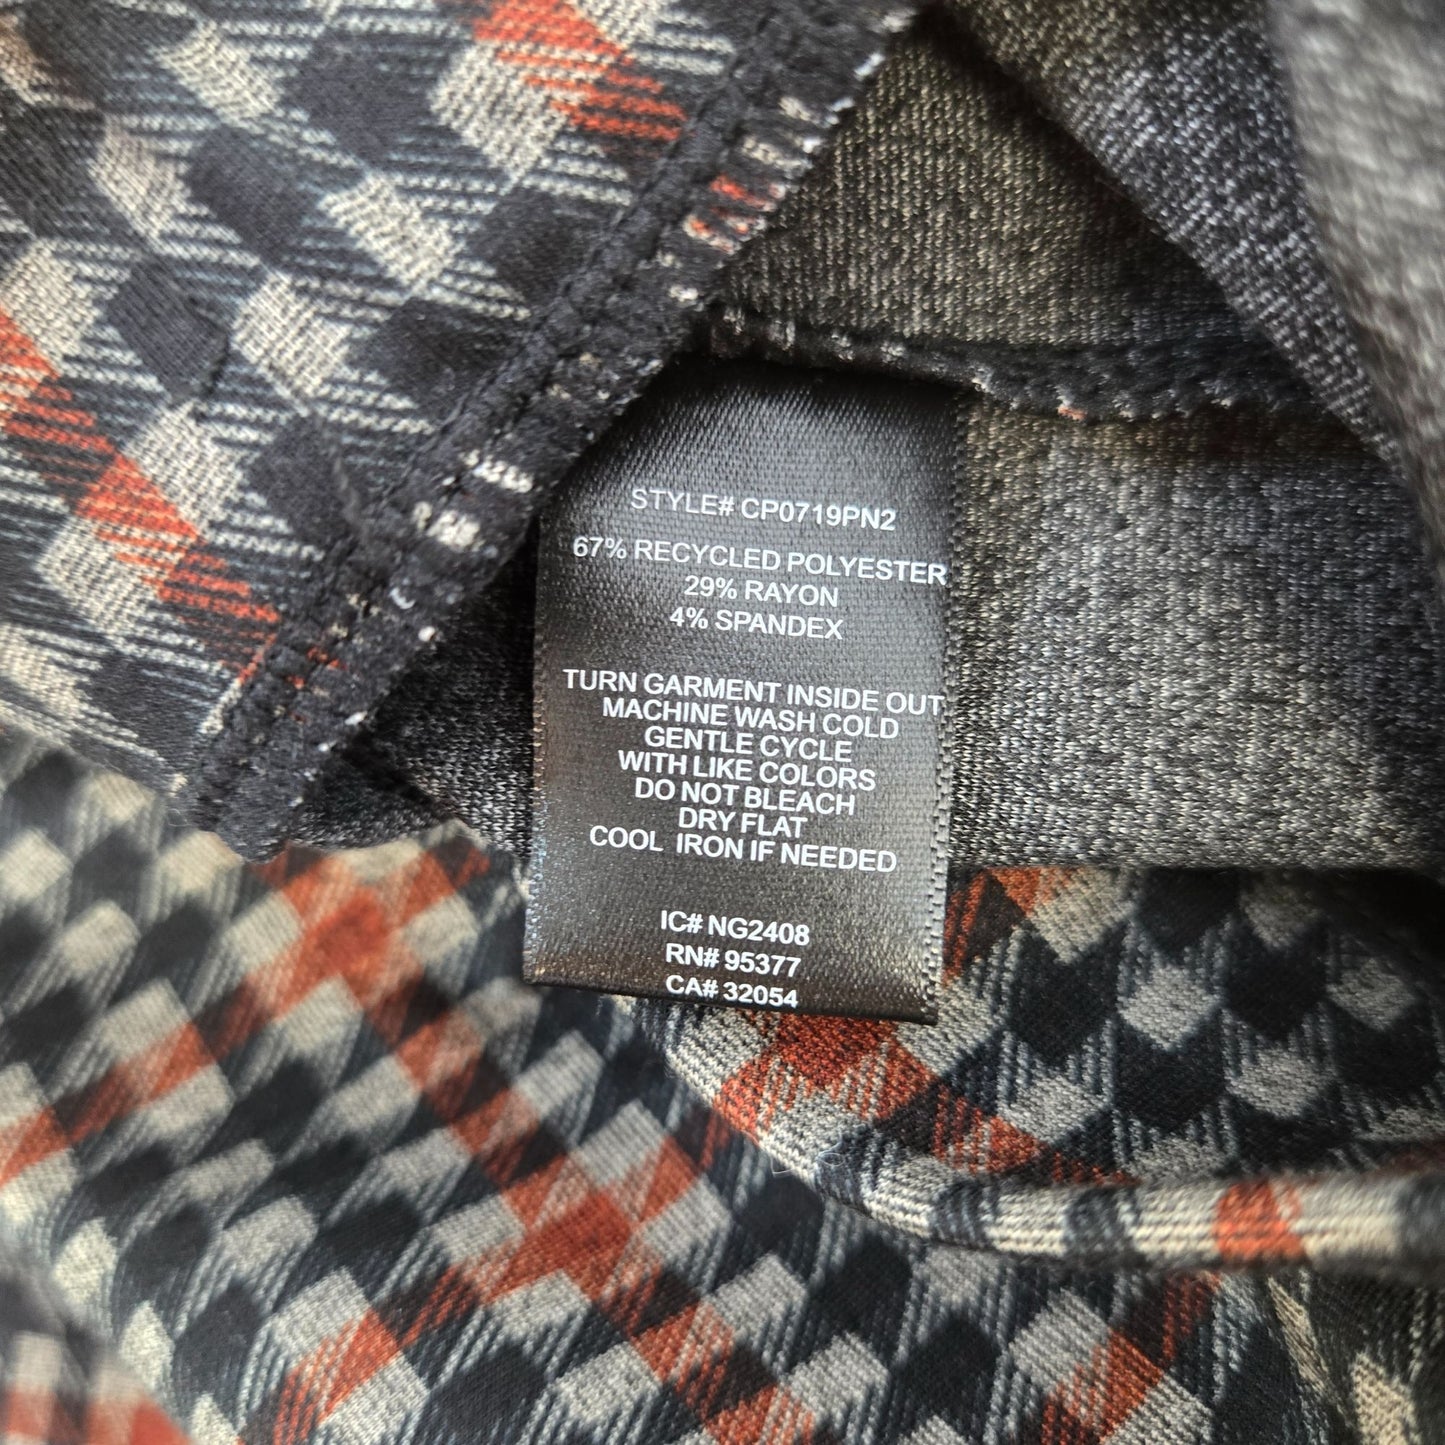 STYLE# CP0719PN2
67% RECYCLED POLYESTER
29% RAYON
4% SPANDEX
TURN GARMENT INSIDE OUT
MACHINE WASH COLD
GENTLE CYCLE
WITH LIKE COLORS
DO NOT BLEACH
DRY FLAT
COOL IRON IF NEEDED
IC# NG2408
RN# 95377
CA# 32054